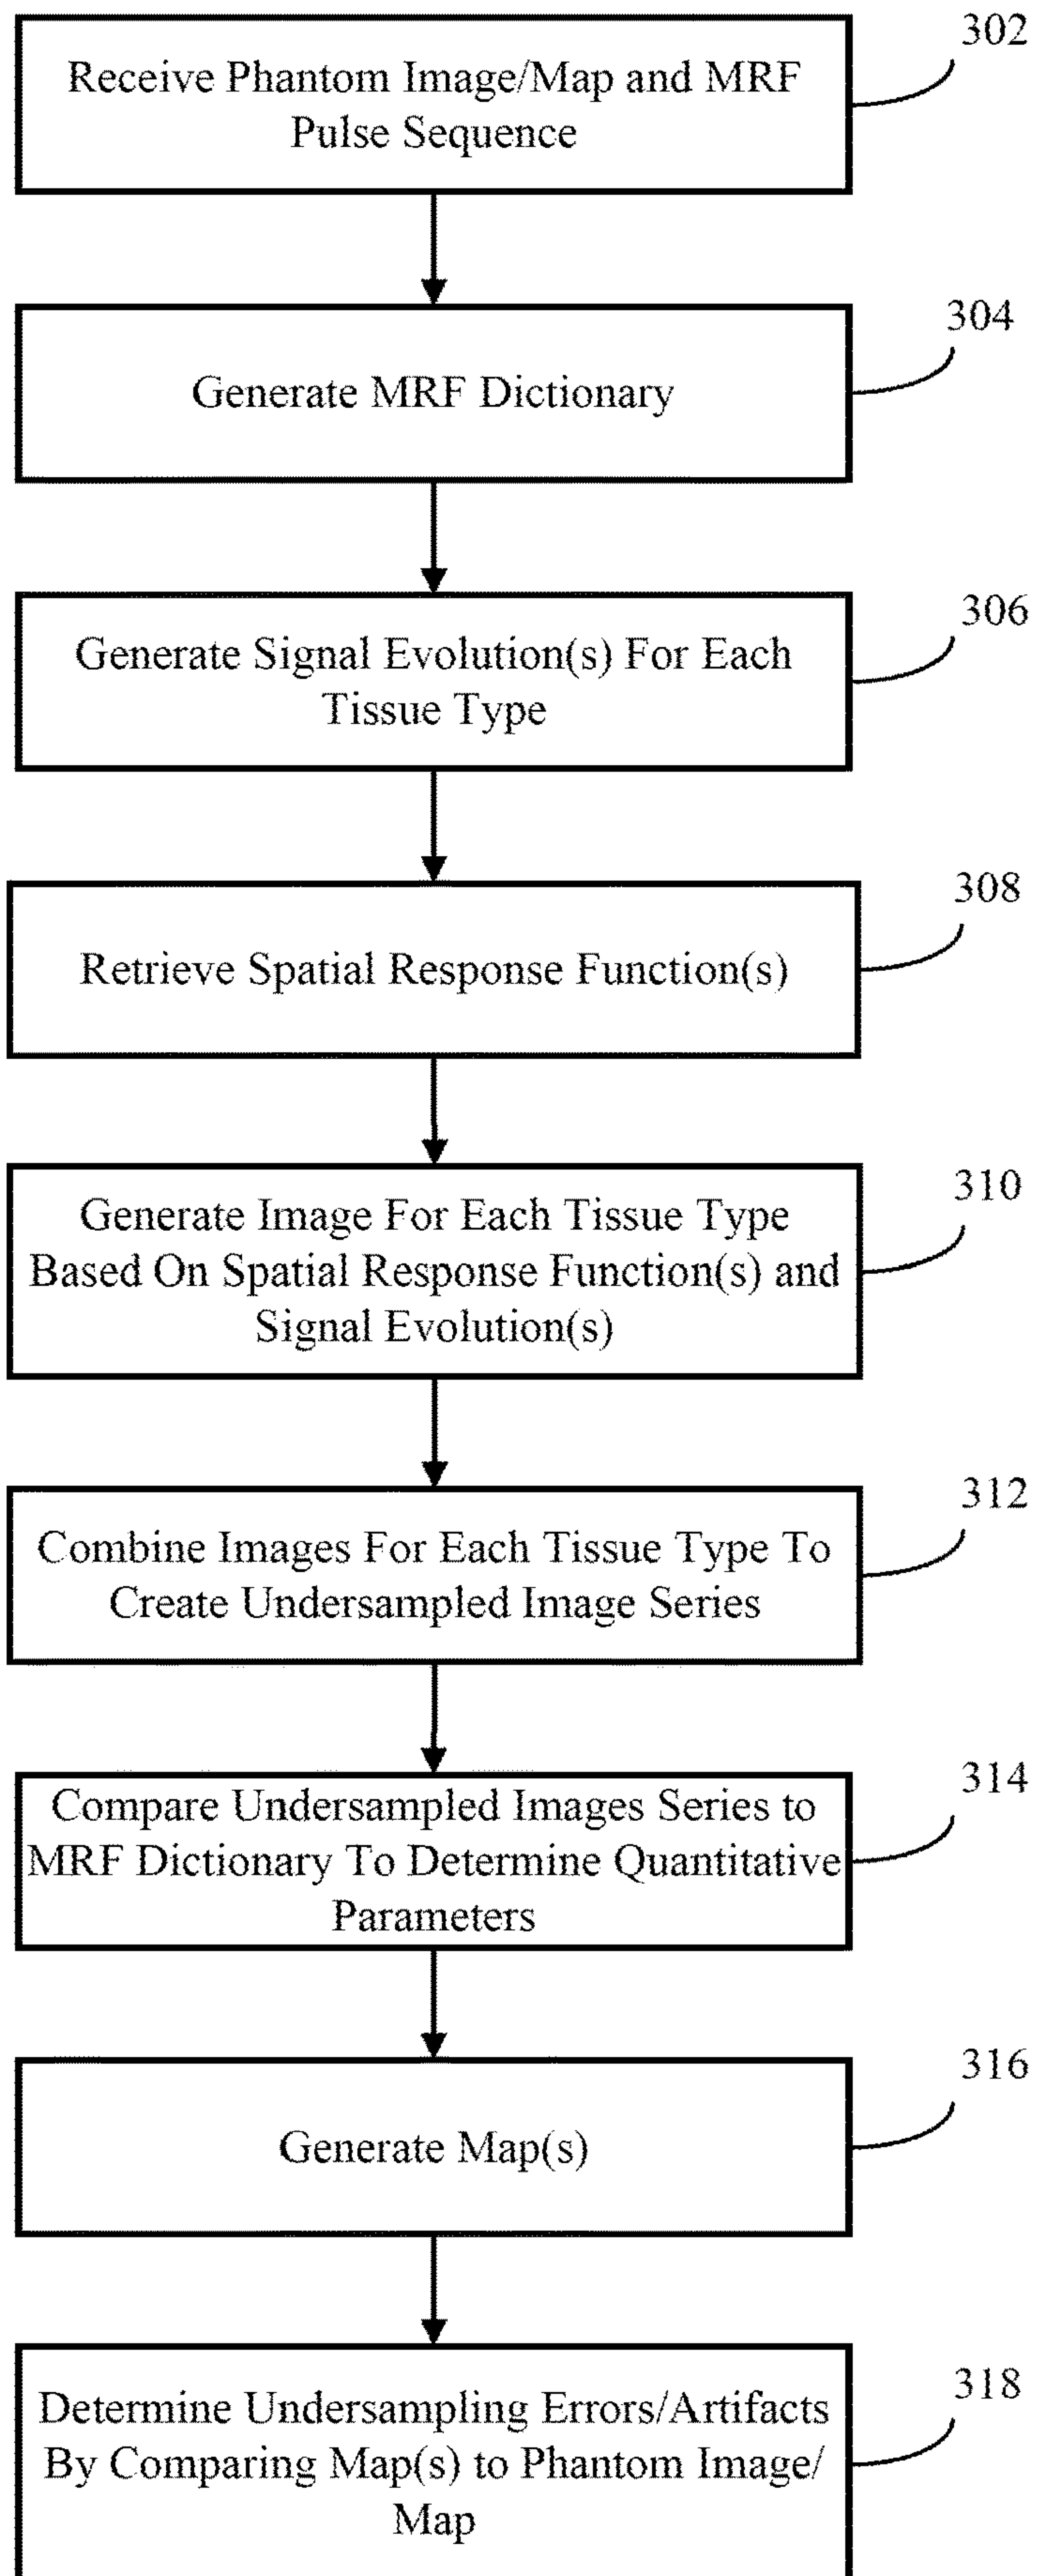 302
Receive Phantom Image/Map and MRF
Pulse Sequence
304
Generate MRF Dictionary
306
Generate Signal Evolution(s) For Each
Tissue Type
308
Retrieve Spatial Response Function(s)
310
Generate Image For Each Tissue Type
Based On Spatial Response Function(s) and
Signal Evolution(s)
312
Combine Images For Each Tissue Type To
Create Undersampled Image Series
314
Compare Undersampled Images Series to
MRF Dictionary To Determine Quantitative
Parameters
316
Generate Map(s)
318
Determine Undersampling Errors/Artifacts
By Comparing Map(s) to Phantom Image/
Map